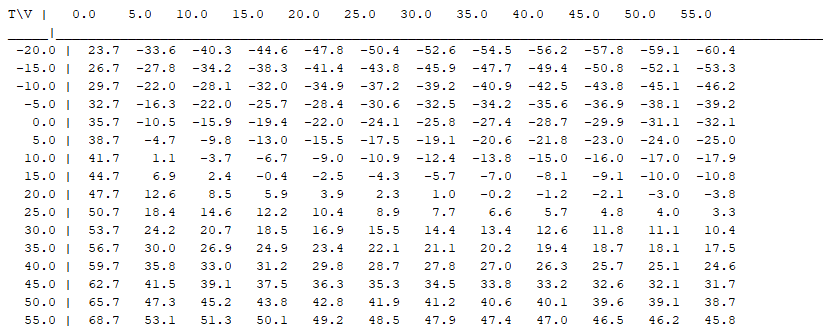 T\V |   0.0   5.0  10.0  15.0  20.0  25.0  30.0  35.0  40.0  45.0  50.0  55.0
_____|_____________________________________________________________________
-20.0 |  23.7 -33.6 -40.3 -44.6 -47.8 -50.4 -52.6 -54.5 -56.2 -57.8 -59.1 -60.4
-15.0 |  26.7 -27.8 -34.2 -38.3 -41.4 -43.8 -45.9 -47.7 -49.4 -50.8 -52.1 -53.3
-10.0 |  29.7 -22.0 -28.1 -32.0 -34.9 -37.2 -39.2 -40.9 -42.5 -43.8 -45.1 -46.2
-5.0 |  32.7 -16.3 -22.0 -25.7 -28.4 -30.6 -32.5 -34.2 -35.6 -36.9 -38.1 -39.2
0.0 |  35.7 -10.5 -15.9 -19.4 -22.0 -24.1 -25.8 -27.4 -28.7 -29.9 -31.1 -32.1
5.0 |  38.7  -4.7  -9.8 -13.0 -15.5 -17.5 -19.1 -20.6 -21.8 -23.0 -24.0 -25.0
10.0 |  41.7   1.1  -3.7  -6.7  -9.0 -10.9 -12.4 -13.8 -15.0 -16.0 -17.0 -17.9
15.0 |  44.7   6.9   2.4  -0.4  -2.5  -4.3  -5.7  -7.0  -8.1  -9.1 -10.0 -10.8
20.0 |  47.7  12.6   8.5   5.9   3.9   2.3   1.0  -0.2  -1.2  -2.1  -3.0  -3.8
25.0 |  50.7  18.4  14.6  12.2  10.4   8.9   7.7   6.6   5.7   4.8   4.0   3.3
30.0 |  53.7  24.2  20.7  18.5  16.9  15.5  14.4  13.4  12.6  11.8  11.1  10.4
35.0 |  56.7  30.0  26.9  24.9  23.4  22.1  21.1  20.2  19.4  18.7  18.1  17.5
40.0 |  59.7  35.8  33.0  31.2  29.8  28.7  27.8  27.0  26.3  25.7  25.1  24.6
45.0 |  62.7  41.5  39.1  37.5  36.3  35.3  34.5  33.8  33.2  32.6  32.1  31.7
50.0 |  65.7  47.3  45.2  43.8  42.8  41.9  41.2  40.6  40.1  39.6  39.1  38.7
55.0 |  68.7  53.1  51.3  50.1  49.2  48.5  47.9  47.4  47.0  46.5  46.2  45.8